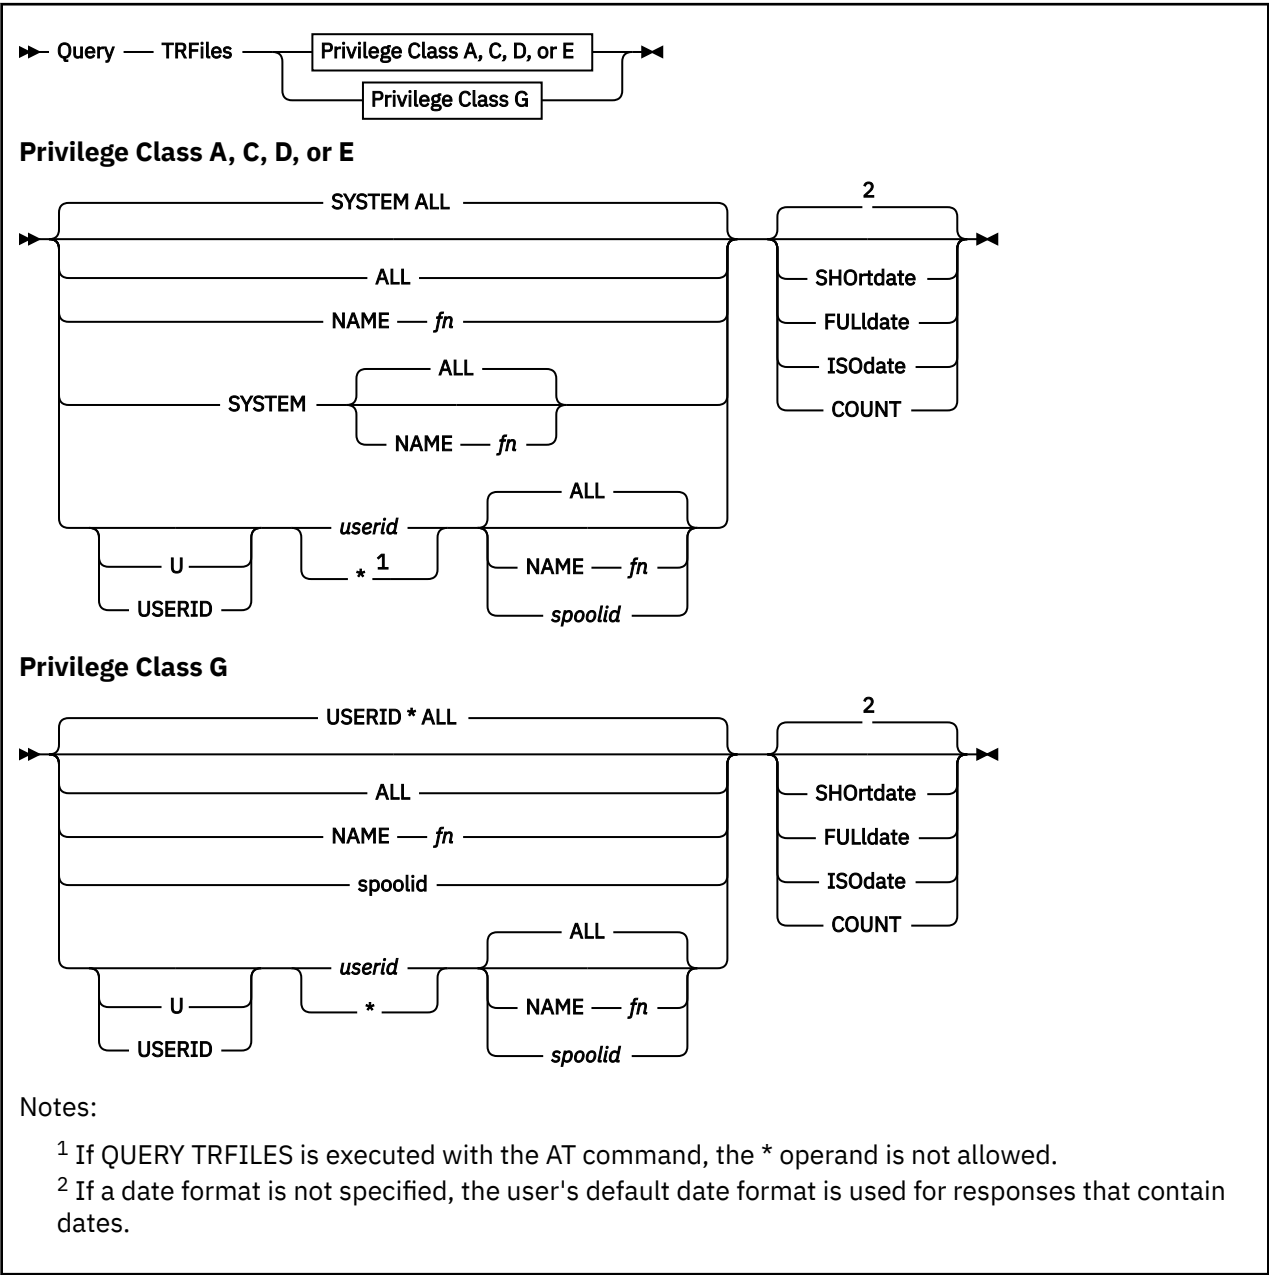 Query TRFiles Privilege Class A, C, D, or E
Privilege Class G
Privilege Class A, C, D, or E
SYSTEM ALL
2
ALL
SHOrtdate
NAME fn
FULldate
ALL
ISOdate
SYSTEM
COUNT
NAME fn
ALL
userid
U
* 1
NAME fn
USERID
spoolid
Privilege Class G
USERID * ALL
2
ALL
SHOrtdate
NAME fn
FULldate
spoolid
ISOdate
ALL
COUNT
userid
U
*
NAME fn
USERID
spoolid
Notes:
1 If QUERY TRFILES is executed with the AT command, the * operand is not allowed.
2 If a date format is not specified, the user's default date format is used for responses that contain
dates.